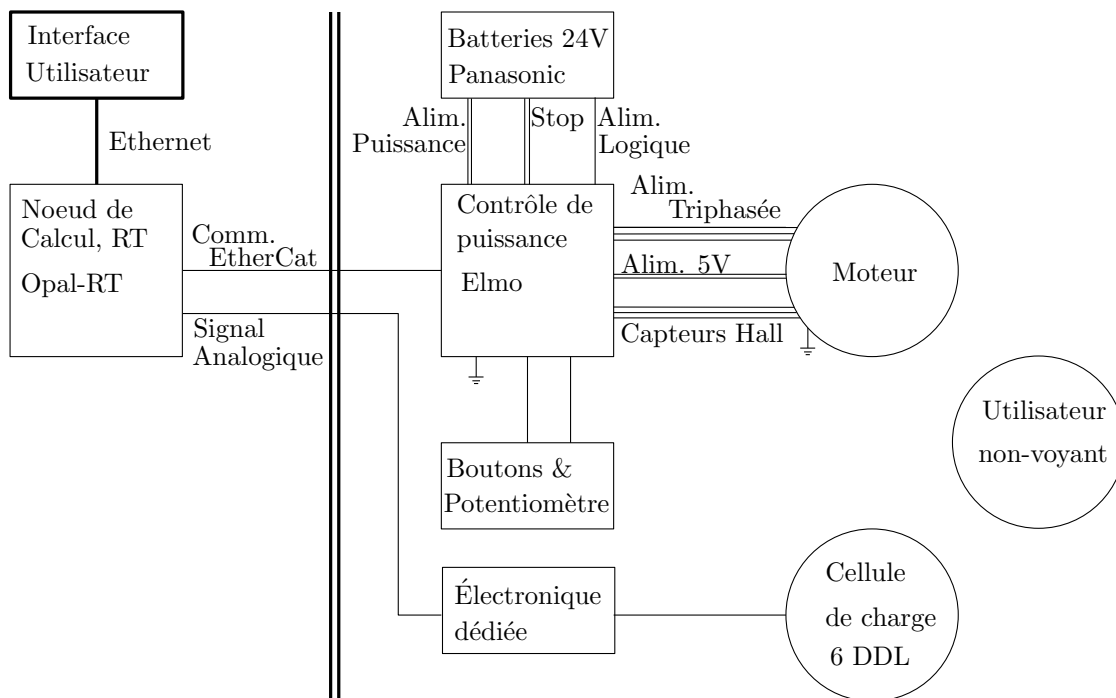 Interface
Utilisateur
Ethernet
Noeud de
Calcul, RT
Opal-RT
Comm.
EtherCat
Signal
Analogique
Batteries 24V
Panasonic
Alim.
Puissance
Stop
Alim.
Logique
Contrôle de
puissance
Elmo
Alim.
Triphasée
Alim. 5V
Capteurs Hall
Moteur
Utilisateur
non-voyant
Boutons &
Potentiomètre
Électronique
dédiée
Cellule
de charge
6 DDL